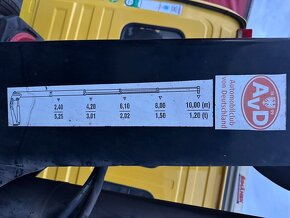 2,40 4,20 6,10 8,00 10,00 (m)
5,25 3,01 2,02 1,50 1,20 (t)
AVD
Automobilclub
von Deutschland